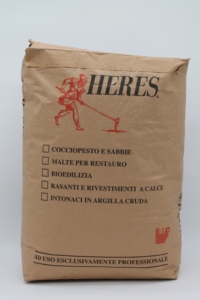 HERES
COCCIOPESTO E SABBIE
MALTE PER RESTAURO
BIOEDILIZIA
RASANTI E RIVESTIMENTI A CALCE
INTONACI IN ARGILLA CRUDA
AD USO ESCLUSIVAMENTE PROFESSIONALE